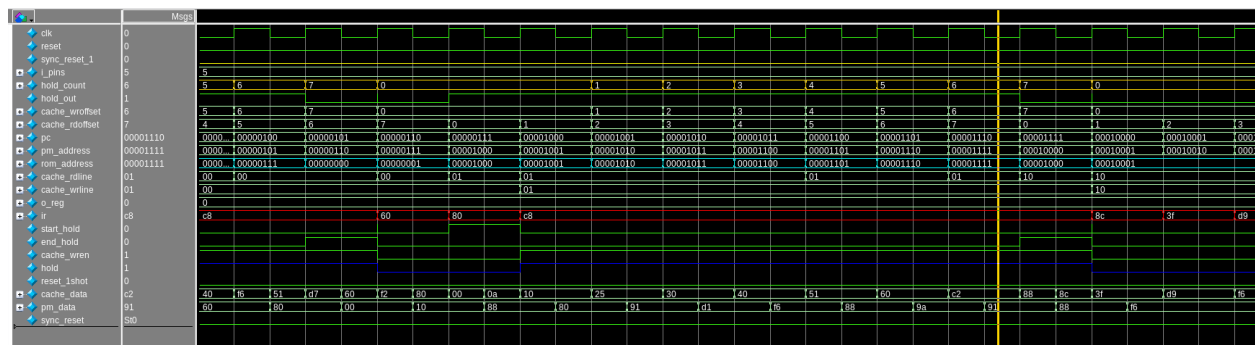 Msgs
clk 0
reset 0
sync_reset_1 0
i_pins 5 5
hold_count 6 5 6 7 0 1 2 3 4 5 6 7 0
hold_out 1
cache_wroffset 6 5 6 7 0 1 2 3 4 5 6 7 0
cache_rdoffset 7 4 5 6 7 0 1 2 3 4 5 6 7 0 1 2 3
pc 00001110 0000... 00000100 00000101 00000110 00000111 00001000 00001001 00001010 00001011 00001100 00001101 00001110 00001111 00010000 00010001 000
pm_address 00001111 0000... 00000101 00000110 00000111 00001000 00001001 00001010 00001011 00001100 00001101 00001110 00001111 00010000 00010001 00010010 000
rom_address 00001111 0000... 00000111 00000000 00000001 00001000 00001001 00001010 00001011 00001100 00001101 00001110 00001111 00001000 00010001
cache_rdline 01 00 00 00 01 01 01 01 10 10
cache_wrline 01 00 01 10
o_reg 0 0
ir c8 c8 60 80 c8 8c 3f d9
start_hold 0
end_hold 0
cache_wren 1
hold 1
reset_1shot 0
cache_data c2 40 f6 51 d7 60 f2 80 00 0a 10 25 30 40 51 60 c2 88 8c 3f d9 f6
pm_data 91 60 80 00 10 88 80 91 d1 f6 88 9a 91 88 f6
sync_reset St0